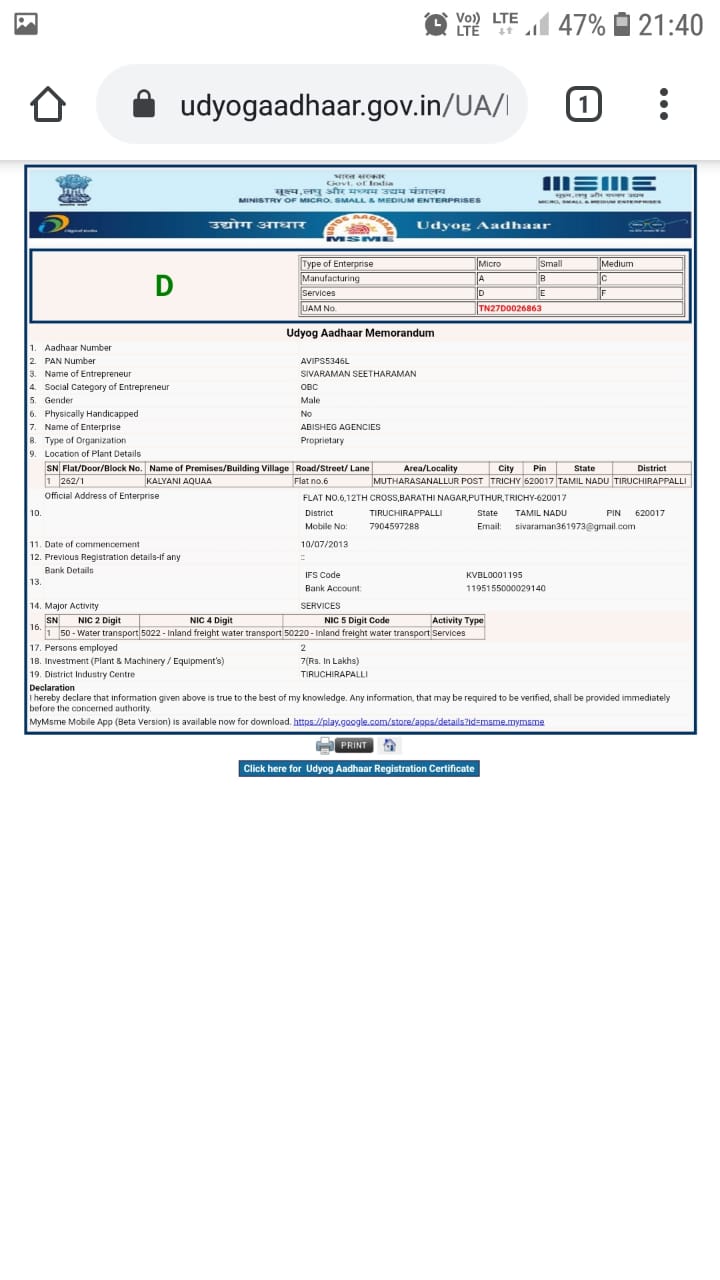 Vo)) LTE LTE 47% 21:40
udyogaadhaar.gov.in/UA/
1
भारत सरकार
Govt. of India
सूक्ष्म,लघु और मध्यम उद्यम मंत्रालय
MINISTRY OF MICRO, SMALL & MEDIUM ENTERPRISES
MICRO, SMALL & MEDIUM ENTERPRISES
Digital India
उद्योग आधार
UDYOG AADHAAR
MSME
Udyog Aadhaar
D
Type of Enterprise Micro Small Medium
Manufacturing A B C
Services D E F
UAM No. TN27D0026863
Udyog Aadhaar Memorandum
1. Aadhaar Number
2. PAN Number AVIPS5346L
3. Name of Entrepreneur SIVARAMAN SEETHARAMAN
4. Social Category of Entrepreneur OBC
5. Gender Male
6. Physically Handicapped No
7. Name of Enterprise ABISHEG AGENCIES
8. Type of Organization Proprietary
9. Location of Plant Details
SN Flat/Door/Block No. Name of Premises/Building Village Road/Street/ Lane Area/Locality City Pin State District
1 262/1 KALYANI AQUAA Flat no.6 MUTHARASANALLUR POST TRICHY 620017 TAMIL NADU TIRUCHIRAPPALLI
Official Address of Enterprise FLAT NO.6,12TH CROSS,BARATHI NAGAR,PUTHUR,TRICHY-620017
10. District TIRUCHIRAPPALLI State TAMIL NADU PIN 620017
Mobile No: 7904597288 Email: sivaraman361973@gmail.com
11. Date of commencement 10/07/2013
12. Previous Registration details-if any ::
Bank Details
13. IFS Code KVBL0001195
Bank Account: 1195155000029140
14. Major Activity SERVICES
16. SN NIC 2 Digit NIC 4 Digit NIC 5 Digit Code Activity Type
1 50 - Water transport 5022 - Inland freight water transport 50220 - Inland freight water transport Services
17. Persons employed 2
18. Investment (Plant & Machinery / Equipment's) 7(Rs. In Lakhs)
19. District Industry Centre TIRUCHIRAPALLI
Declaration
I hereby declare that information given above is true to the best of my knowledge. Any information, that may be required to be verified, shall be provided immediately
before the concerned authority.
MyMsme Mobile App (Beta Version) is available now for download. https://play.google.com/store/apps/details?id=msme.mymsme
PRINT
Click here for Udyog Aadhaar Registration Certificate